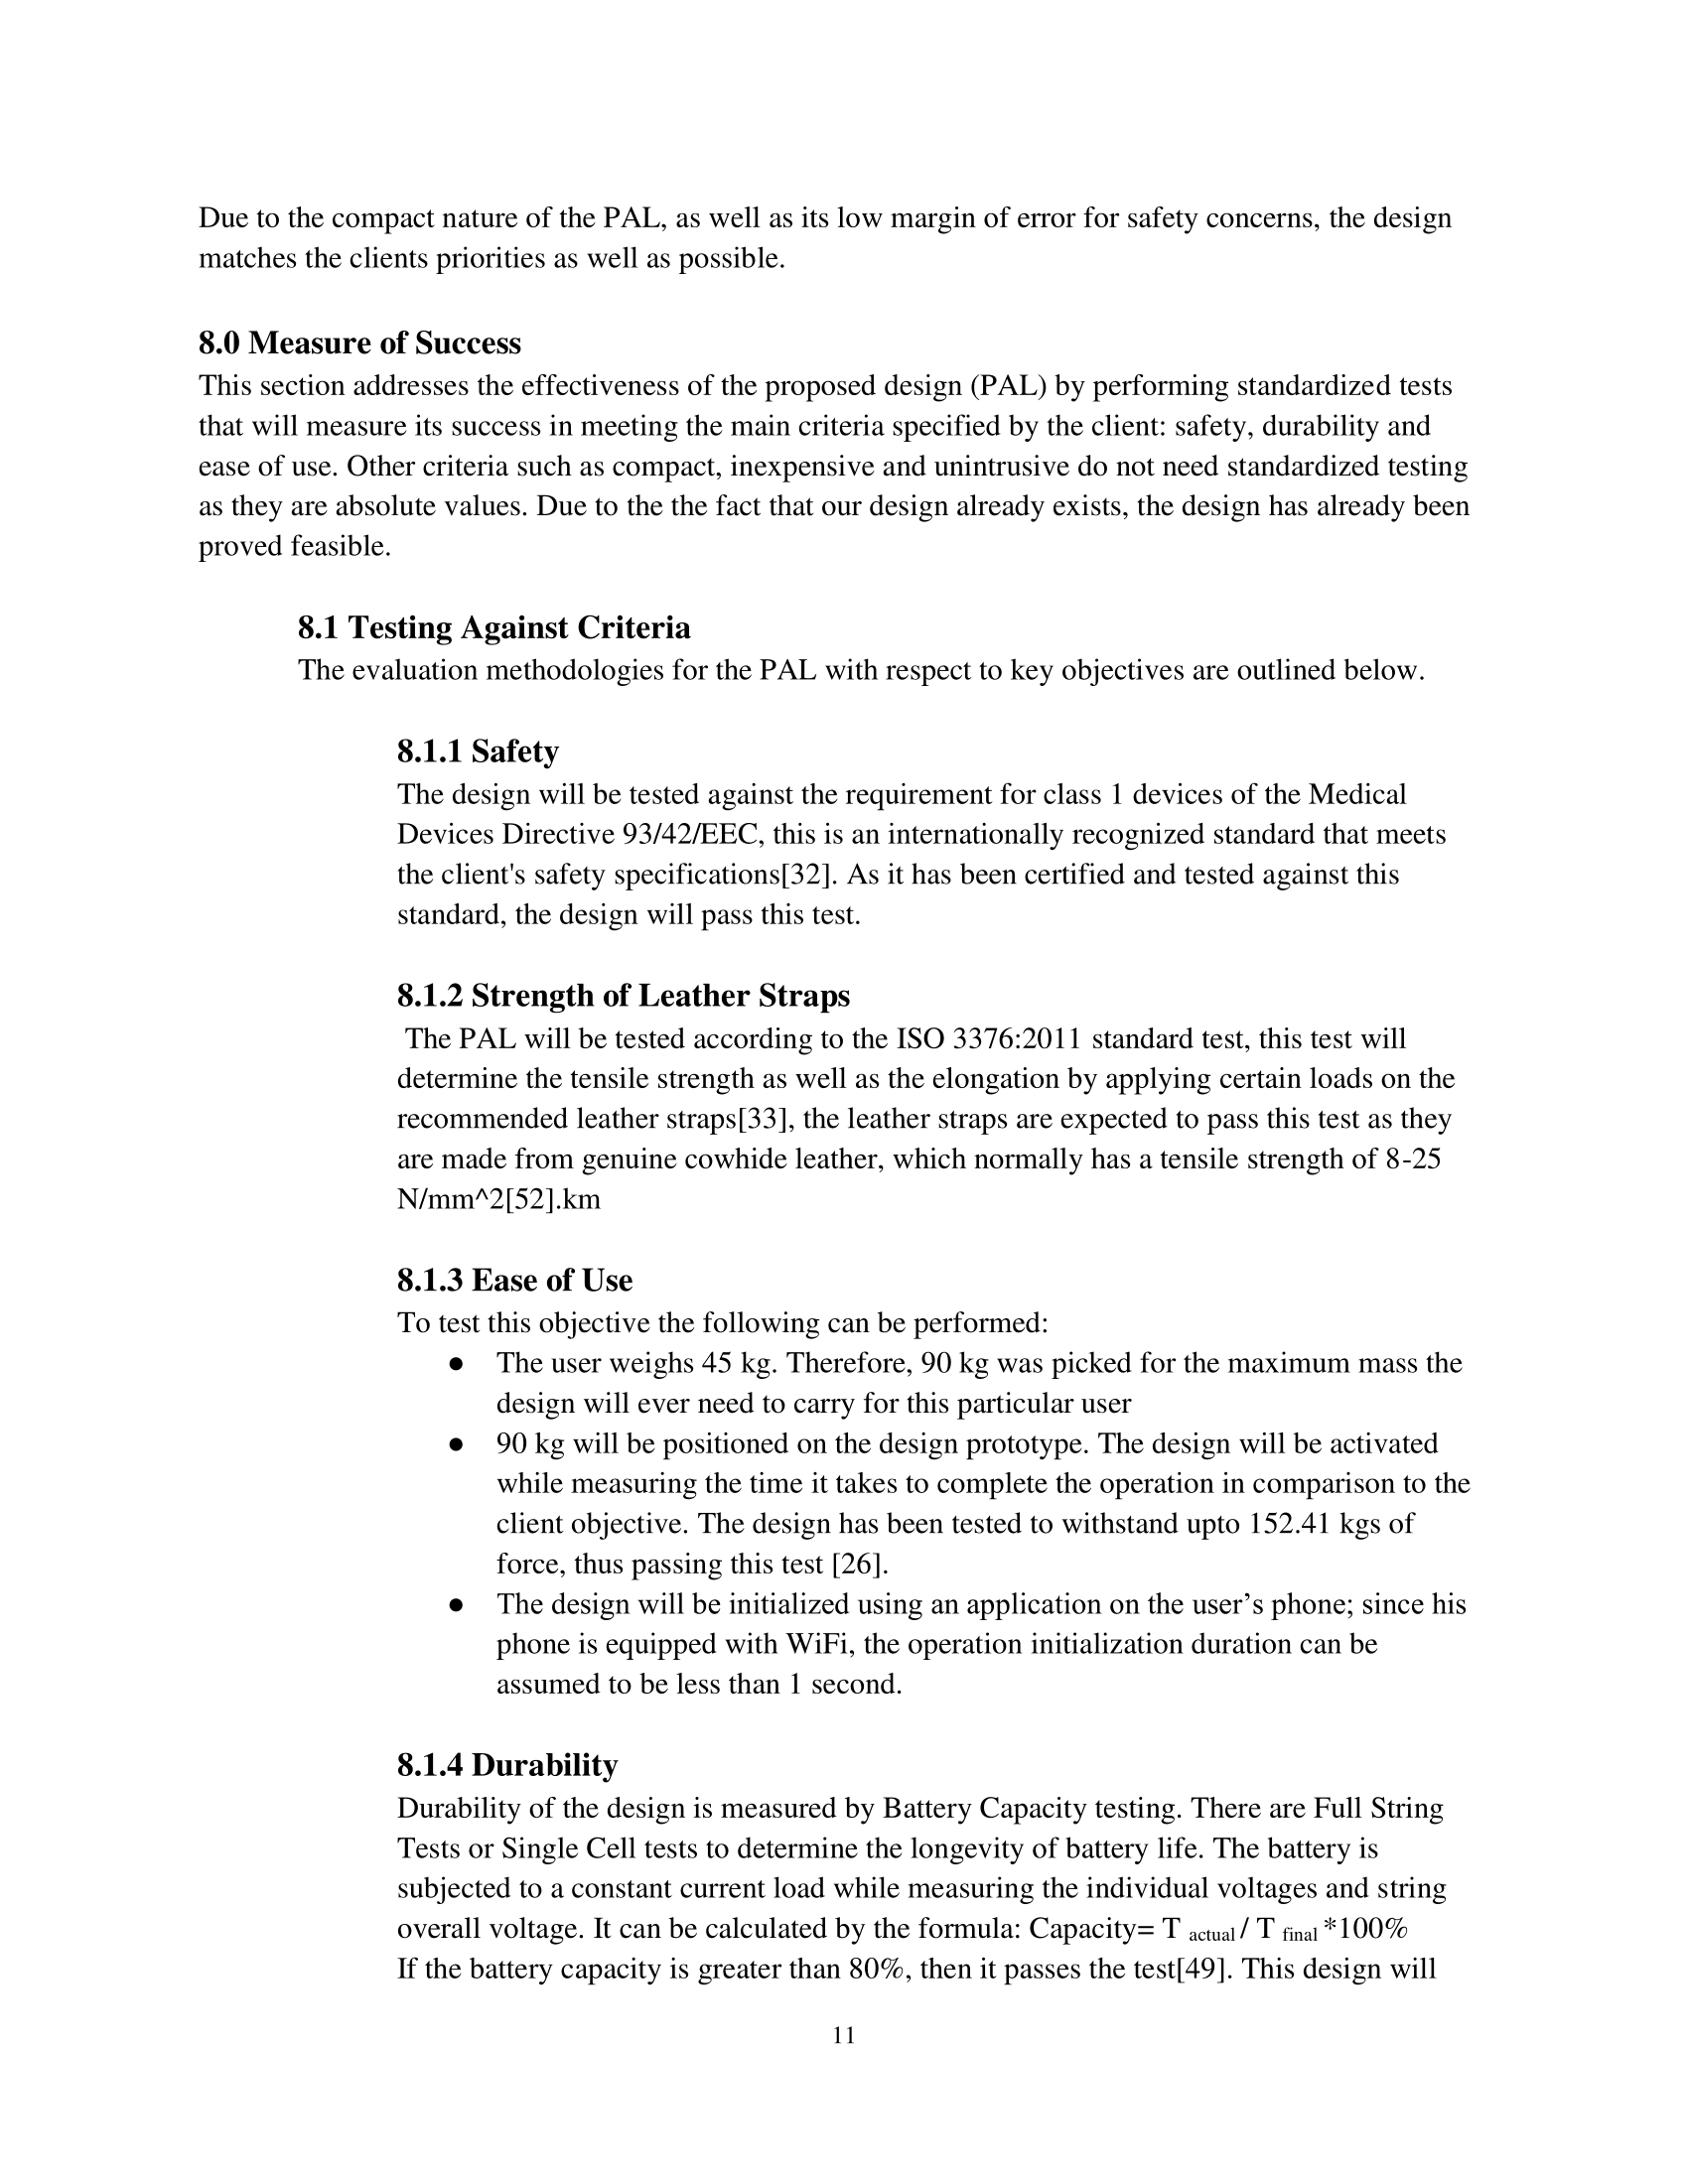 Due to the compact nature of the PAL, as well as its low margin of error for safety concerns, the design
matches the clients priorities as well as possible.
8.0 Measure of Success
This section addresses the effectiveness of the proposed design (PAL) by performing standardized tests
that will measure its success in meeting the main criteria specified by the client: safety, durability and
ease of use. Other criteria such as compact, inexpensive and unintrusive do not need standardized testing
as they are absolute values. Due to the the fact that our design already exists, the design has already been
proved feasible.
8.1 Testing Against Criteria
The evaluation methodologies for the PAL with respect to key objectives are outlined below.
8.1.1 Safety
The design will be tested against the requirement for class 1 devices of the Medical
Devices Directive 93/42/EEC, this is an internationally recognized standard that meets
the client's safety specifications[32]. As it has been certified and tested against this
standard, the design will pass this test.
8.1.2 Strength of Leather Straps
The PAL will be tested according to the ISO 3376:2011 standard test, this test will
determine the tensile strength as well as the elongation by applying certain loads on the
recommended leather straps[33], the leather straps are expected to pass this test as they
are made from genuine cowhide leather, which normally has a tensile strength of 8-25
N/mm^2[52].km
8.1.3 Ease of Use
To test this objective the following can be performed:
● The user weighs 45 kg. Therefore, 90 kg was picked for the maximum mass the
design will ever need to carry for this particular user
● 90 kg will be positioned on the design prototype. The design will be activated
while measuring the time it takes to complete the operation in comparison to the
client objective. The design has been tested to withstand upto 152.41 kgs of
force, thus passing this test [26].
● The design will be initialized using an application on the user’s phone; since his
phone is equipped with WiFi, the operation initialization duration can be
assumed to be less than 1 second.
8.1.4 Durability
Durability of the design is measured by Battery Capacity testing. There are Full String
Tests or Single Cell tests to determine the longevity of battery life. The battery is
subjected to a constant current load while measuring the individual voltages and string
overall voltage. It can be calculated by the formula: Capacity= T actual / T final *100%
If the battery capacity is greater than 80%, then it passes the test[49]. This design will
11